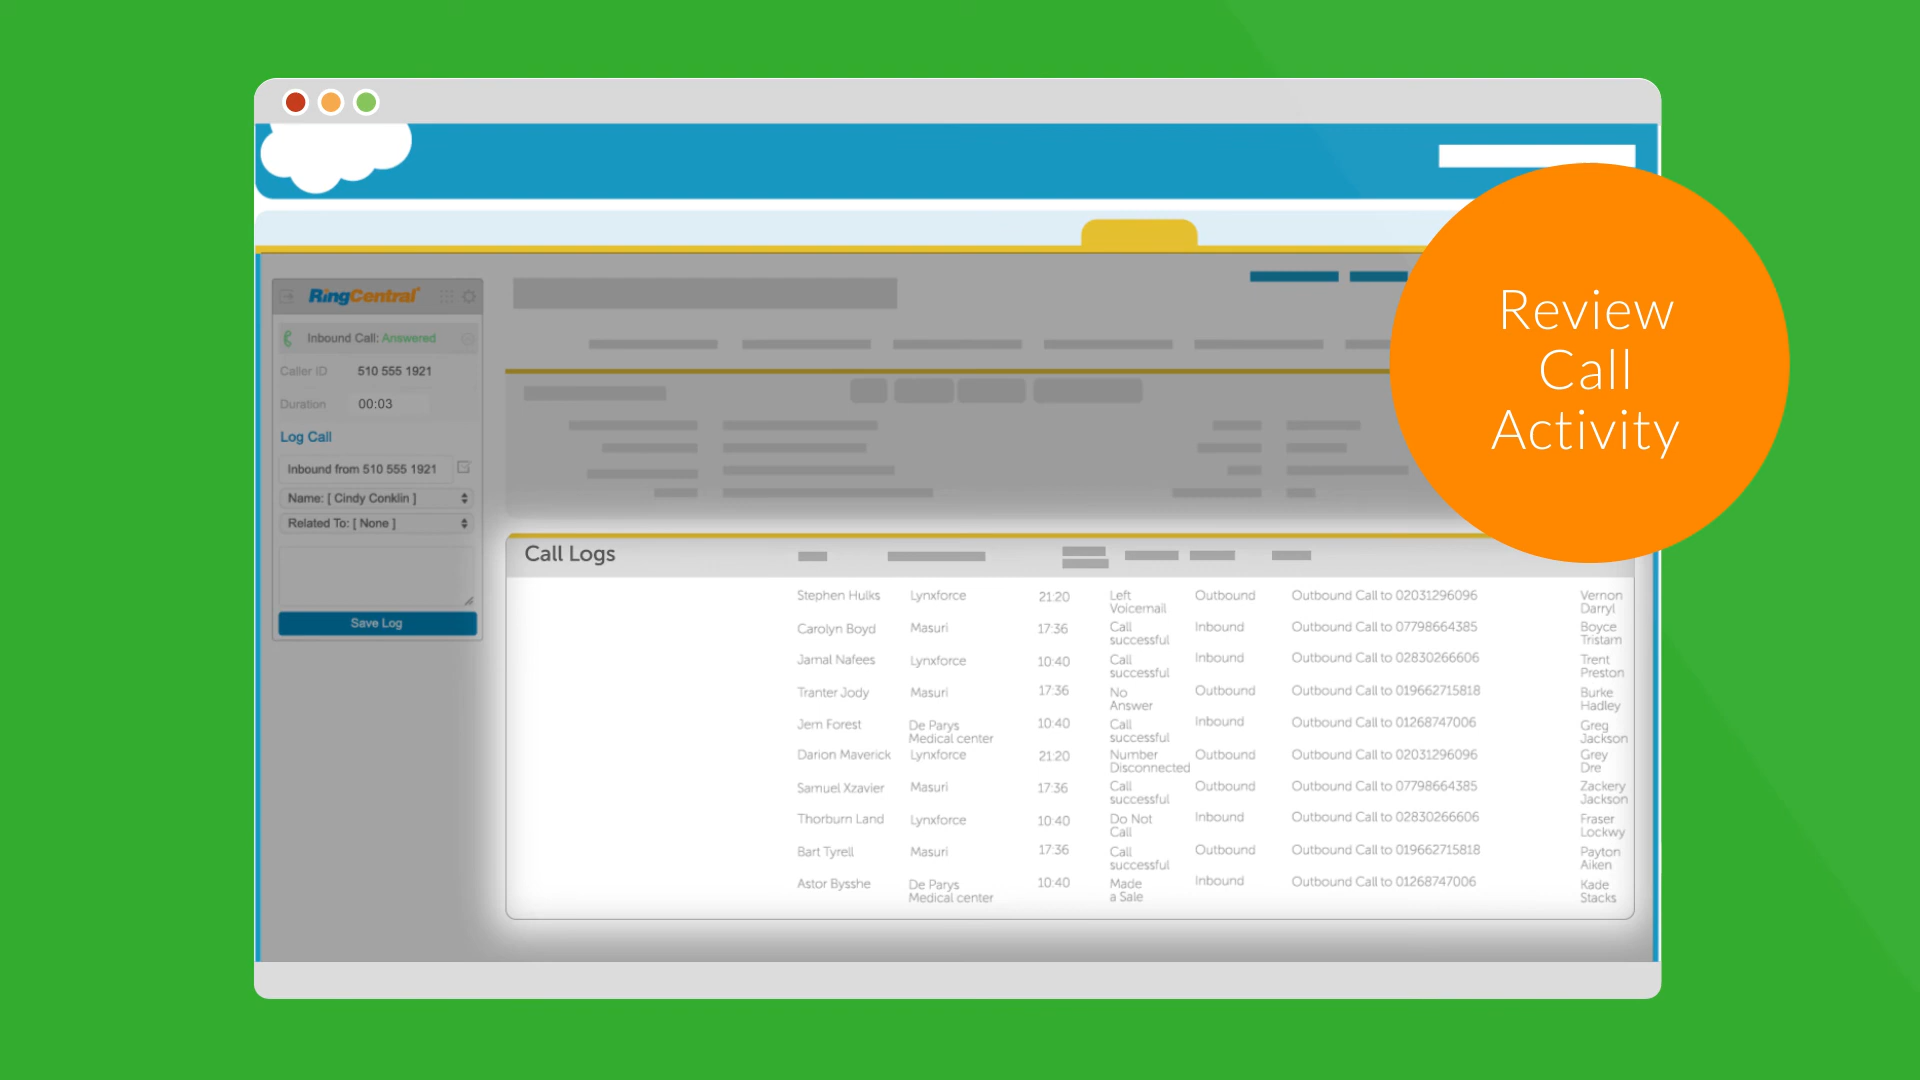 RingCentral
Inbound Call: Answered
Caller ID 510 555 1921
Duration 00:03
Log Call
Inbound from 510 555 1921
Name: [ Cindy Conklin ]
Related To: [ None ]
Save Log
Review
Call
Activity
Call Logs
Stephen Hulks Lynxforce 21:20 Left Voicemail Outbound Outbound Call to 02031296096 Vernon Darryl
Carolyn Boyd Masuri 17:36 Call successful Inbound Outbound Call to 07798664385 Boyce Tristam
Jamal Nafees Lynxforce 10:40 Call successful Inbound Outbound Call to 02830266606 Trent Preston
Tranter Jody Masuri 17:36 No Answer Outbound Outbound Call to 019662715818 Burke Hadley
Jem Forest De Parys Medical center 10:40 Call successful Inbound Outbound Call to 01268747006 Greg Jackson
Darion Maverick Lynxforce 21:20 Number Disconnected Outbound Outbound Call to 02031296096 Grey Dre
Samuel Xzavier Masuri 17:36 Call successful Outbound Outbound Call to 07798664385 Zackery Jackson
Thorburn Land Lynxforce 10:40 Do Not Call Inbound Outbound Call to 02830266606 Fraser Lockwy
Bart Tyrell Masuri 17:36 Call successful Outbound Outbound Call to 019662715818 Payton Aiken
Astor Bysshe De Parys Medical center 10:40 Made a Sale Inbound Outbound Call to 01268747006 Kade Stacks